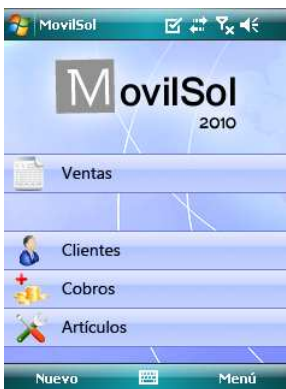 MovilSol
MovilSol
2010
Ventas
Clientes
Cobros
Artículos
Nuevo
Menú